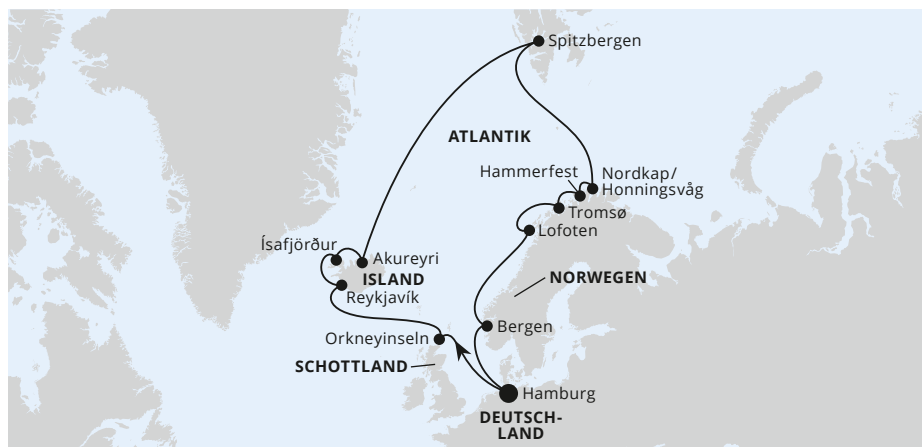 Spitzbergen
ATLANTIK
Hammerfest
Nordkap/
Honningsvåg
Tromsø
Lofoten
Ísafjörður
Akureyri
ISLAND
Reykjavík
NORWEGEN
Bergen
Orkneyinseln
SCHOTTLAND
Hamburg
DEUTSCH-
LAND